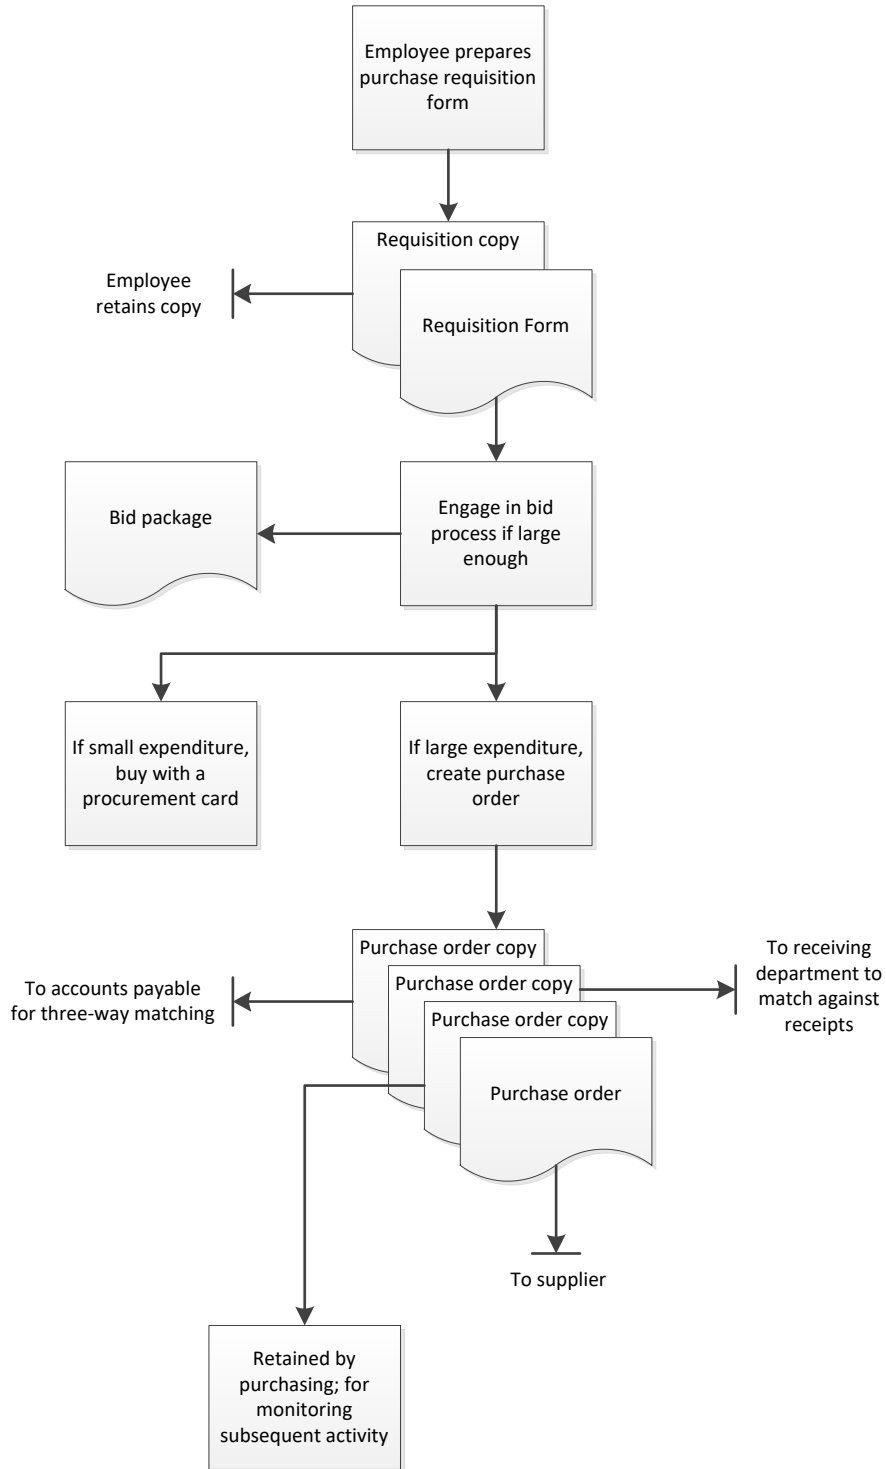 Employee prepares
purchase requisition
form
Requisition copy
Employee
retains copy
Requisition Form
Bid package
Engage in bid
process if large
enough
If small expenditure,
buy with a
procurement card
If large expenditure,
create purchase
order
Purchase order copy
Purchase order copy
Purchase order copy
Purchase order
To accounts payable
for three-way matching
To receiving
department to
match against
receipts
To supplier
Retained by
purchasing; for
monitoring
subsequent activity